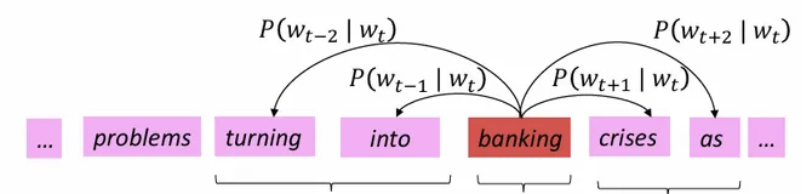 P(w_{t−2} | w_t) P(w_{t+2} | w_t)
P(w_{t−1} | w_t) P(w_{t+1} | w_t)
... problems turning into banking crises as ...